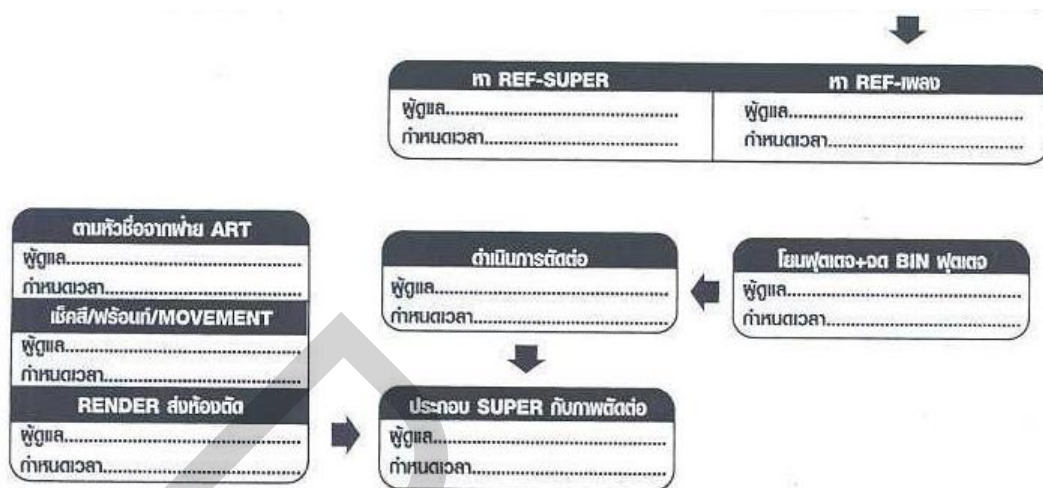 หา REF-SUPER
หา REF-เพลง
ผู้ดูแล................................................
กำหนดเวลา.........................................
ผู้ดูแล................................................
กำหนดเวลา.........................................
ตามหัวชื่อจากฝ่าย ART
ผู้ดูแล................................................
กำหนดเวลา.........................................
เช็คสี/ฟร้อนท์/MOVEMENT
ผู้ดูแล................................................
กำหนดเวลา.........................................
RENDER ส่งห้องตัด
ผู้ดูแล................................................
กำหนดเวลา.........................................
ดำเนินการตัดต่อ
ผู้ดูแล................................................
กำหนดเวลา.........................................
โยนฟุตเตจ+จด BIN ฟุตเตจ
ผู้ดูแล................................................
กำหนดเวลา.........................................
ประกอบ SUPER กับภาพตัดต่อ
ผู้ดูแล................................................
กำหนดเวลา.........................................